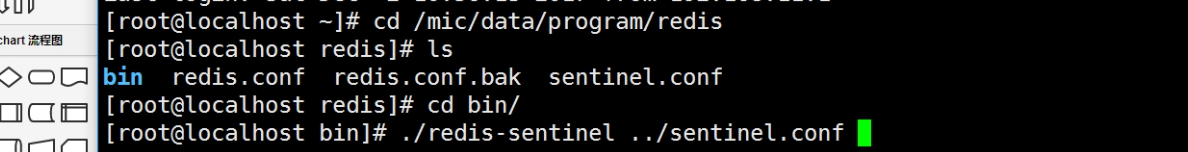 [root@localhost ~]# cd /mic/data/program/redis
chart 流程图
[root@localhost redis]# ls
bin  redis.conf  redis.conf.bak  sentinel.conf
[root@localhost redis]# cd bin/
[root@localhost bin]# ./redis-sentinel ../sentinel.conf